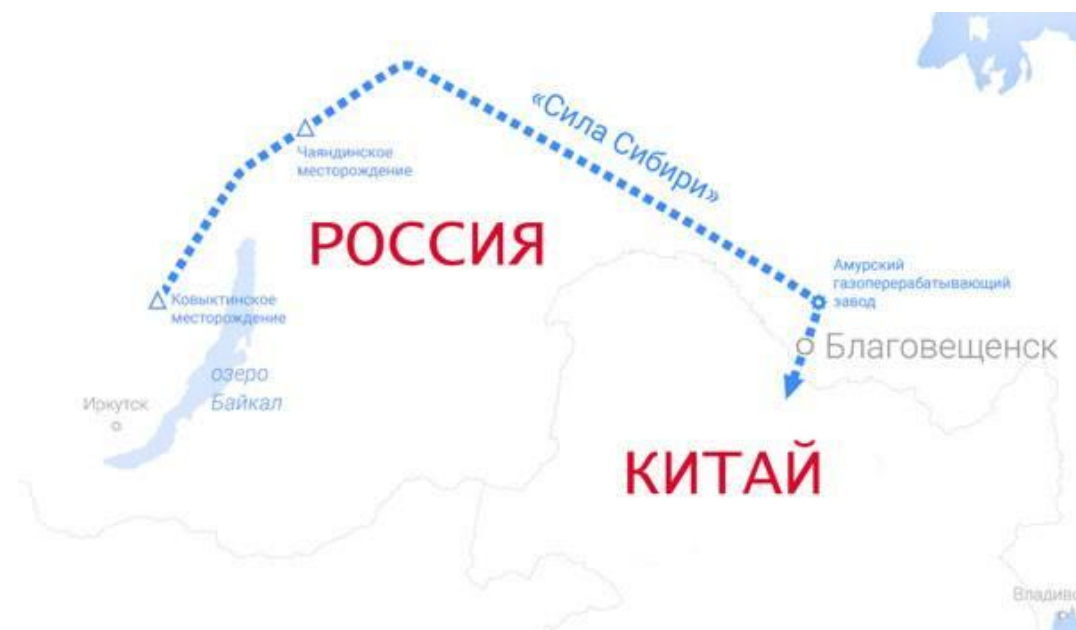 «Сила Сибири»
Чаяндинское
месторождение
РОССИЯ
Амурский
газоперерабатывающий
завод
Ковыктинское
месторождение
Благовещенск
озеро
Байкал
Иркутск
КИТАЙ